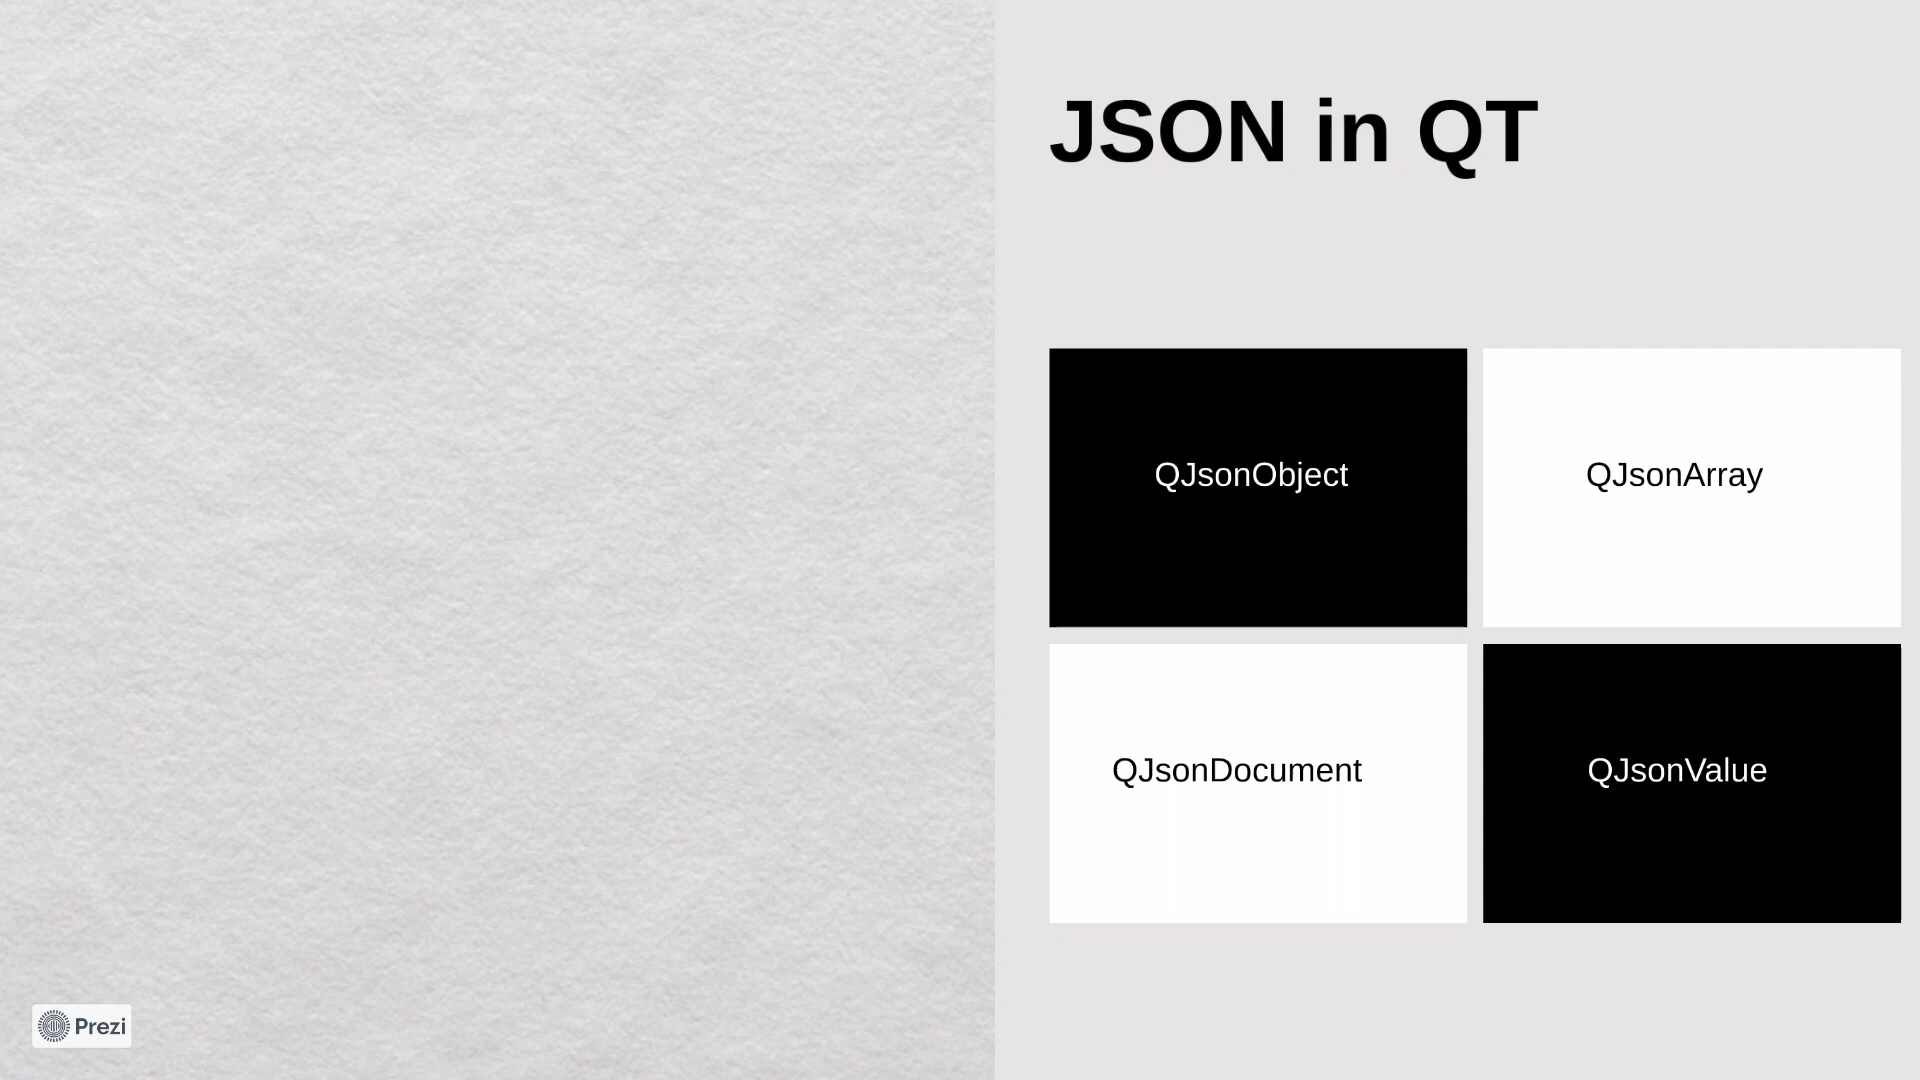 JSON in QT
QJsonObject
QJsonArray
QJsonDocument
QJsonValue
Prezi